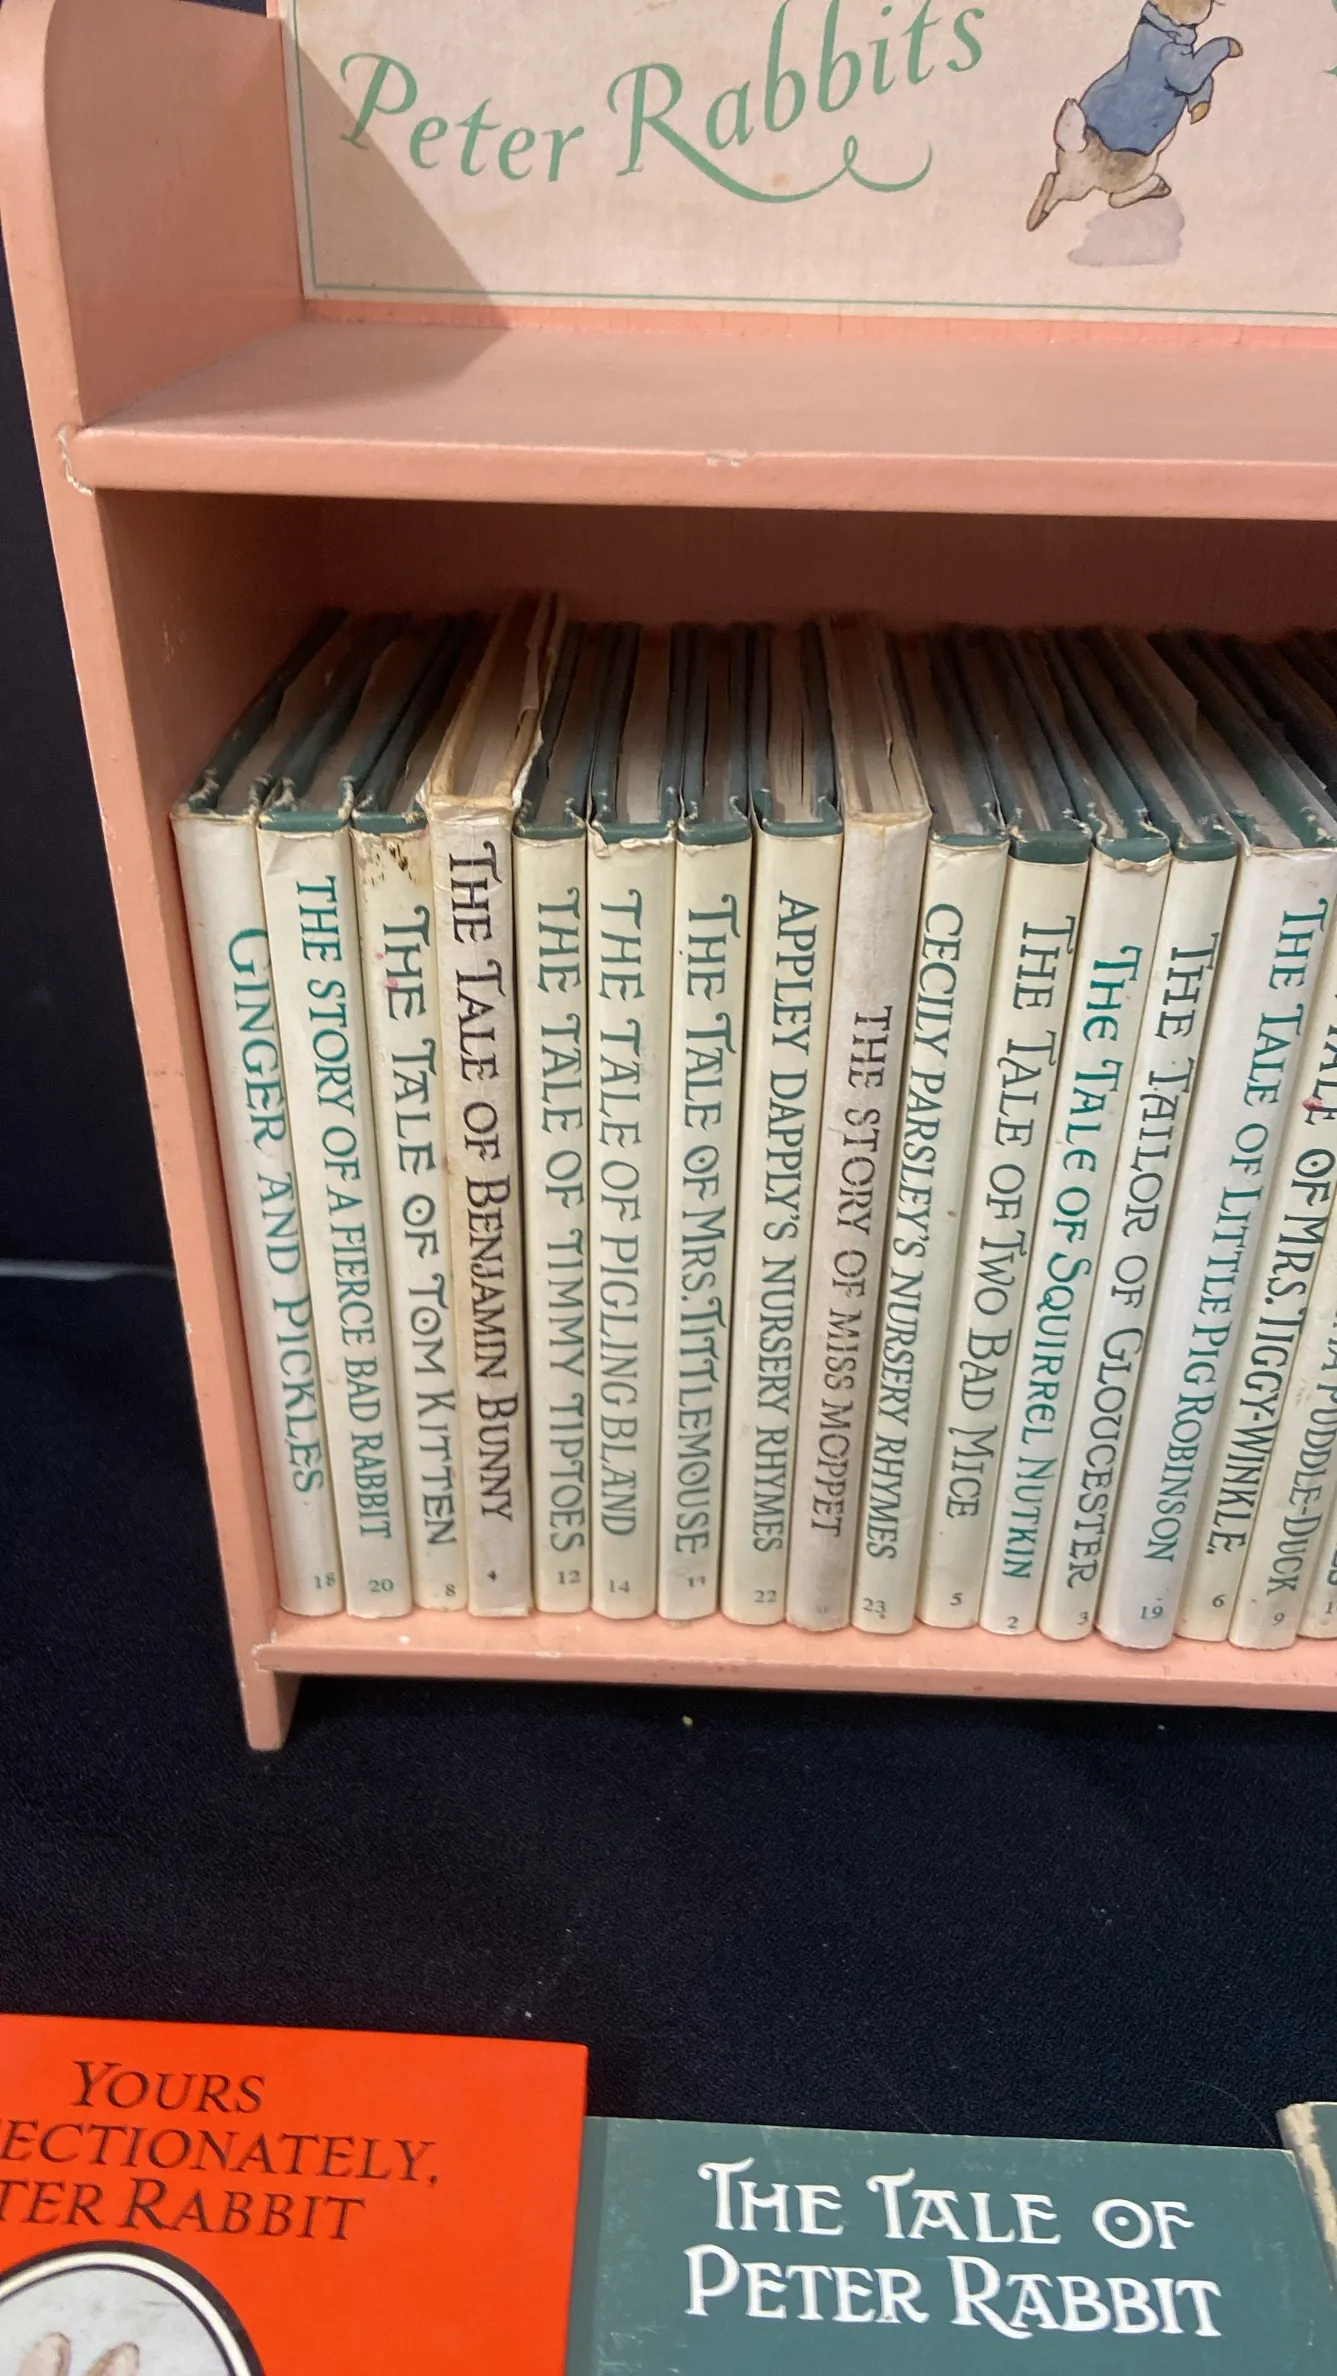 Peter Rabbits
GINGER AND PICKLES
18
THE STORY OF A FIERCE BAD RABBIT
20
THE TALE OF TOM KITTEN
8
THE TALE OF BENJAMIN BUNNY
4
THE TALE OF TIMMY TIPTOES
12
THE TALE OF PIGLING BLAND
14
THE TALE OF MRS. TITTLEMOUSE
11
APPLEY DAPPLY'S NURSERY RHYMES
22
THE STORY OF MISS MOPPET
CECILY PARSLEY'S NURSERY RHYMES
23
THE TALE OF TWO BAD MICE
5
THE TALE OF SQUIRREL NUTKIN
2
THE TAILOR OF GLOUCESTER
3
THE TALE OF LITTLE PIG ROBINSON
19
THE TALE OF MRS. TIGGY-WINKLE
6
PUDDLE-DUCK
9
YOURS
ECTIONATELY,
TER RABBIT
THE TALE OF
PETER RABBIT